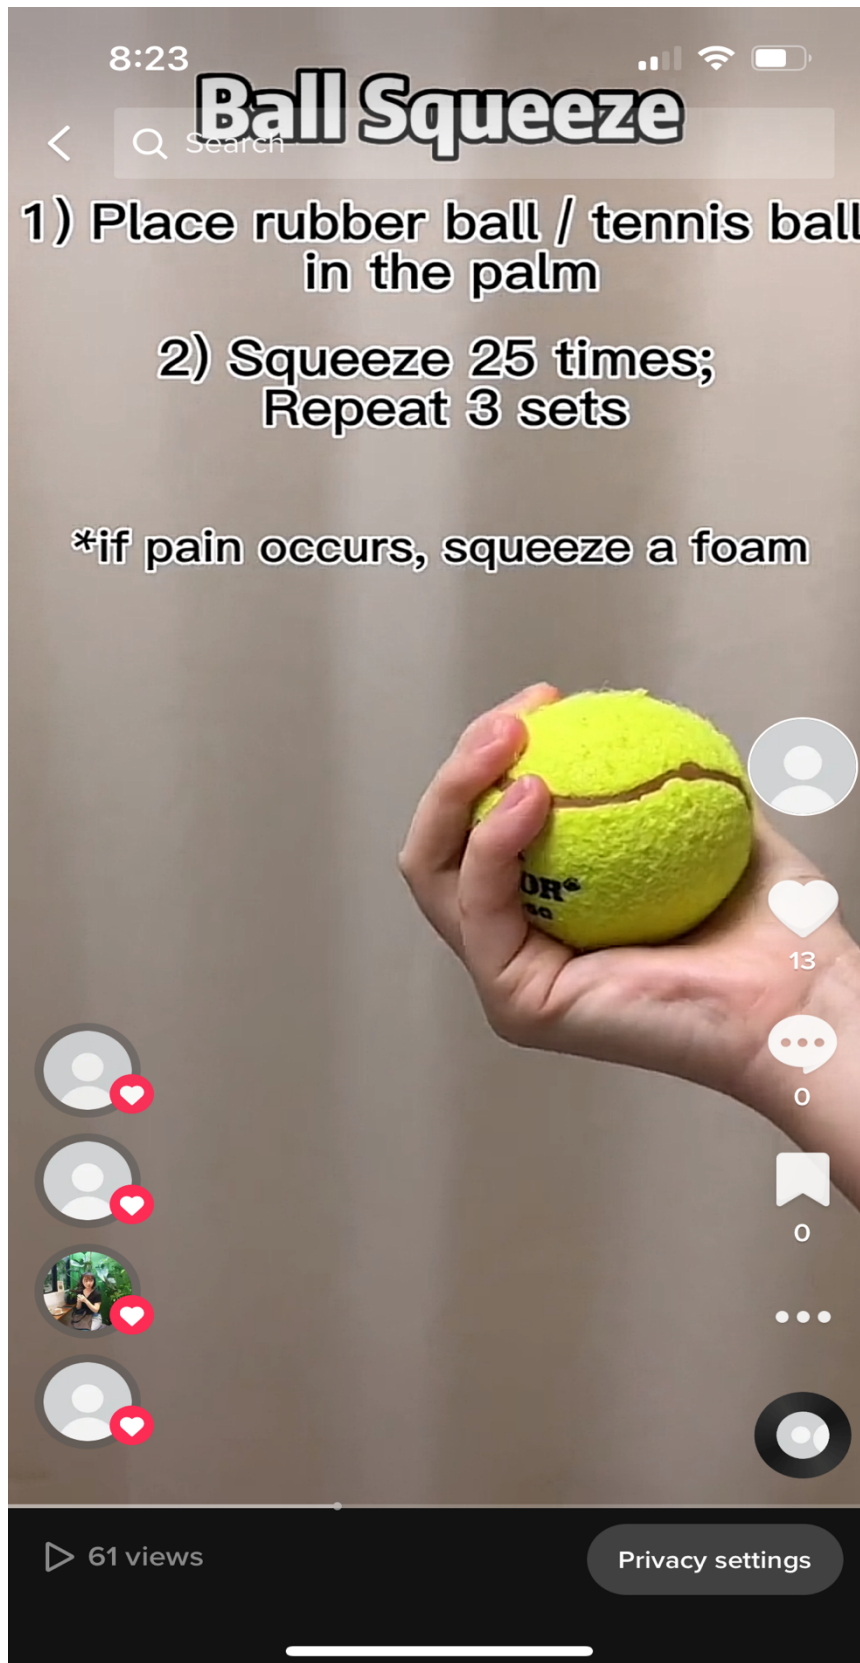 8:23
Ball Squeeze
Search
1) Place rubber ball / tennis ball
in the palm
2) Squeeze 25 times;
Repeat 3 sets
*if pain occurs, squeeze a foam
13
0
0
61 views
Privacy settings